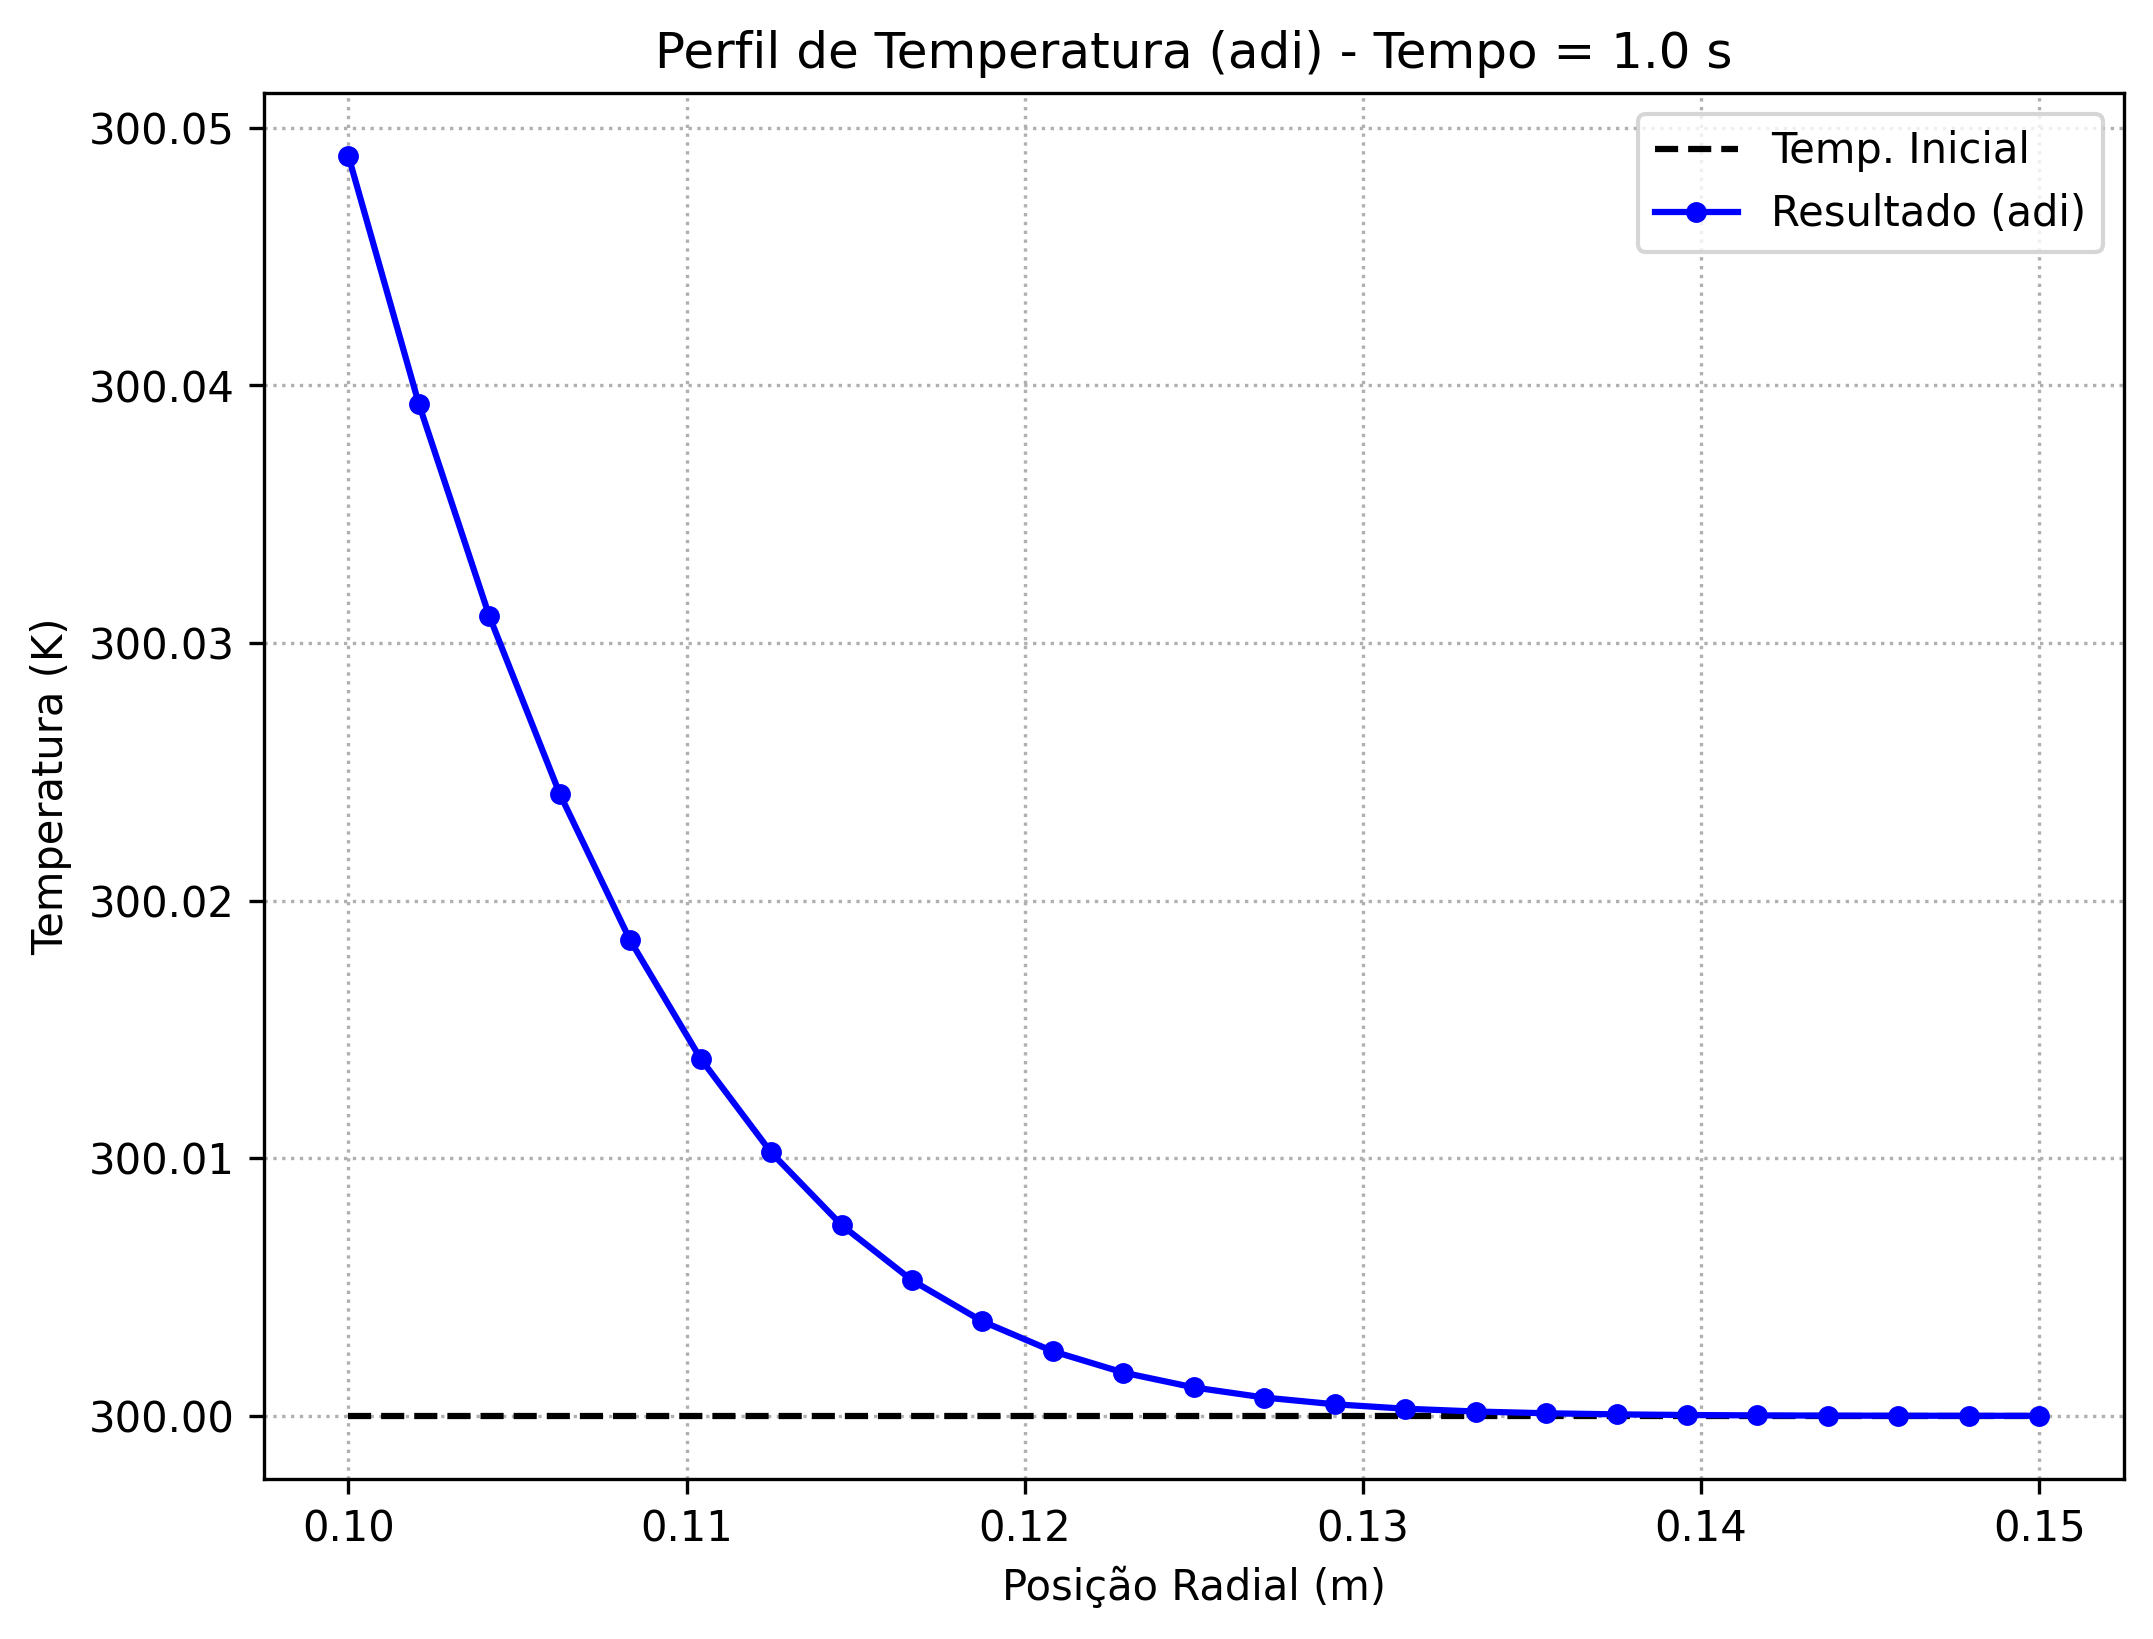 Perfil de Temperatura (adi) - Tempo = 1.0 s
Temp. Inicial
Resultado (adi)
Temperatura (K)
300.05
300.04
300.03
300.02
300.01
300.00
0.10 0.11 0.12 0.13 0.14 0.15
Posição Radial (m)